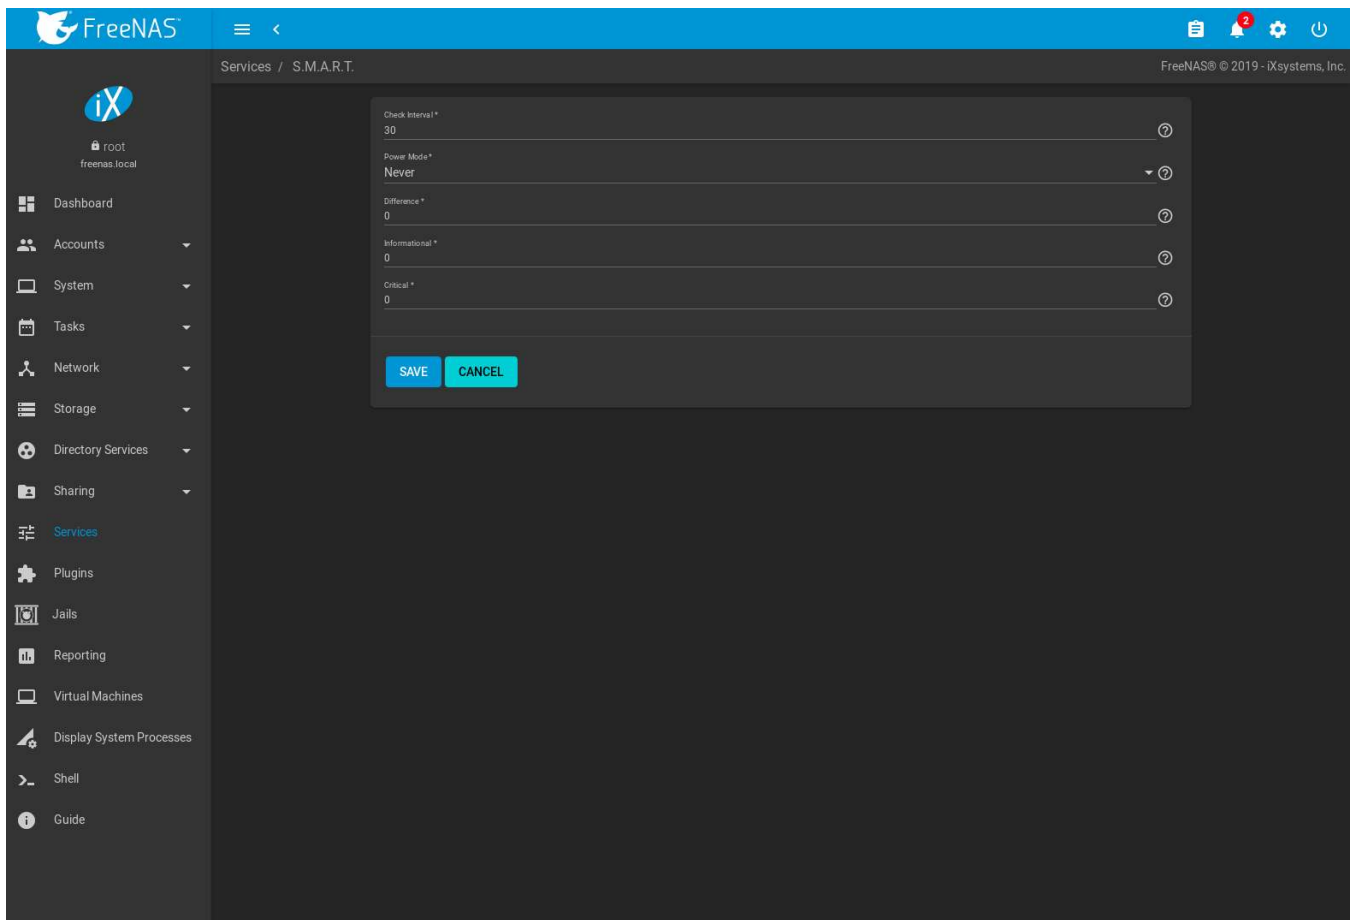 FreeNAS™
2
Services / S.M.A.R.T.
FreeNAS® © 2019 - iXsystems, Inc.
iX
root
freenas.local
Dashboard
Accounts
System
Tasks
Network
Storage
Directory Services
Sharing
Services
Plugins
Jails
Reporting
Virtual Machines
Display System Processes
Shell
Guide
Check Interval *
30
Power Mode *
Never
Difference *
0
Informational *
0
Critical *
0
SAVE CANCEL